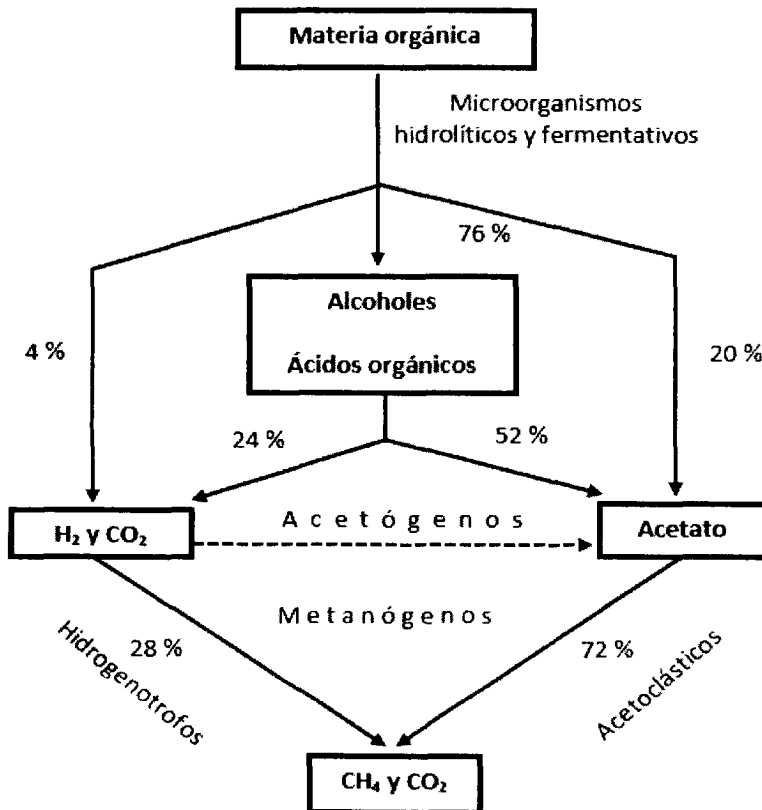 Materia orgánica
Microorganismos
hidrolíticos y fermentativos
76 %
Alcoholes
Ácidos orgánicos
4 %
20 %
24 %
52 %
H₂ y CO₂
A c e t ó g e n o s
Acetato
M e t a n ó g e n o s
Hidrogenotrofos
28 %
72 %
Acetoclásticos
CH₄ y CO₂